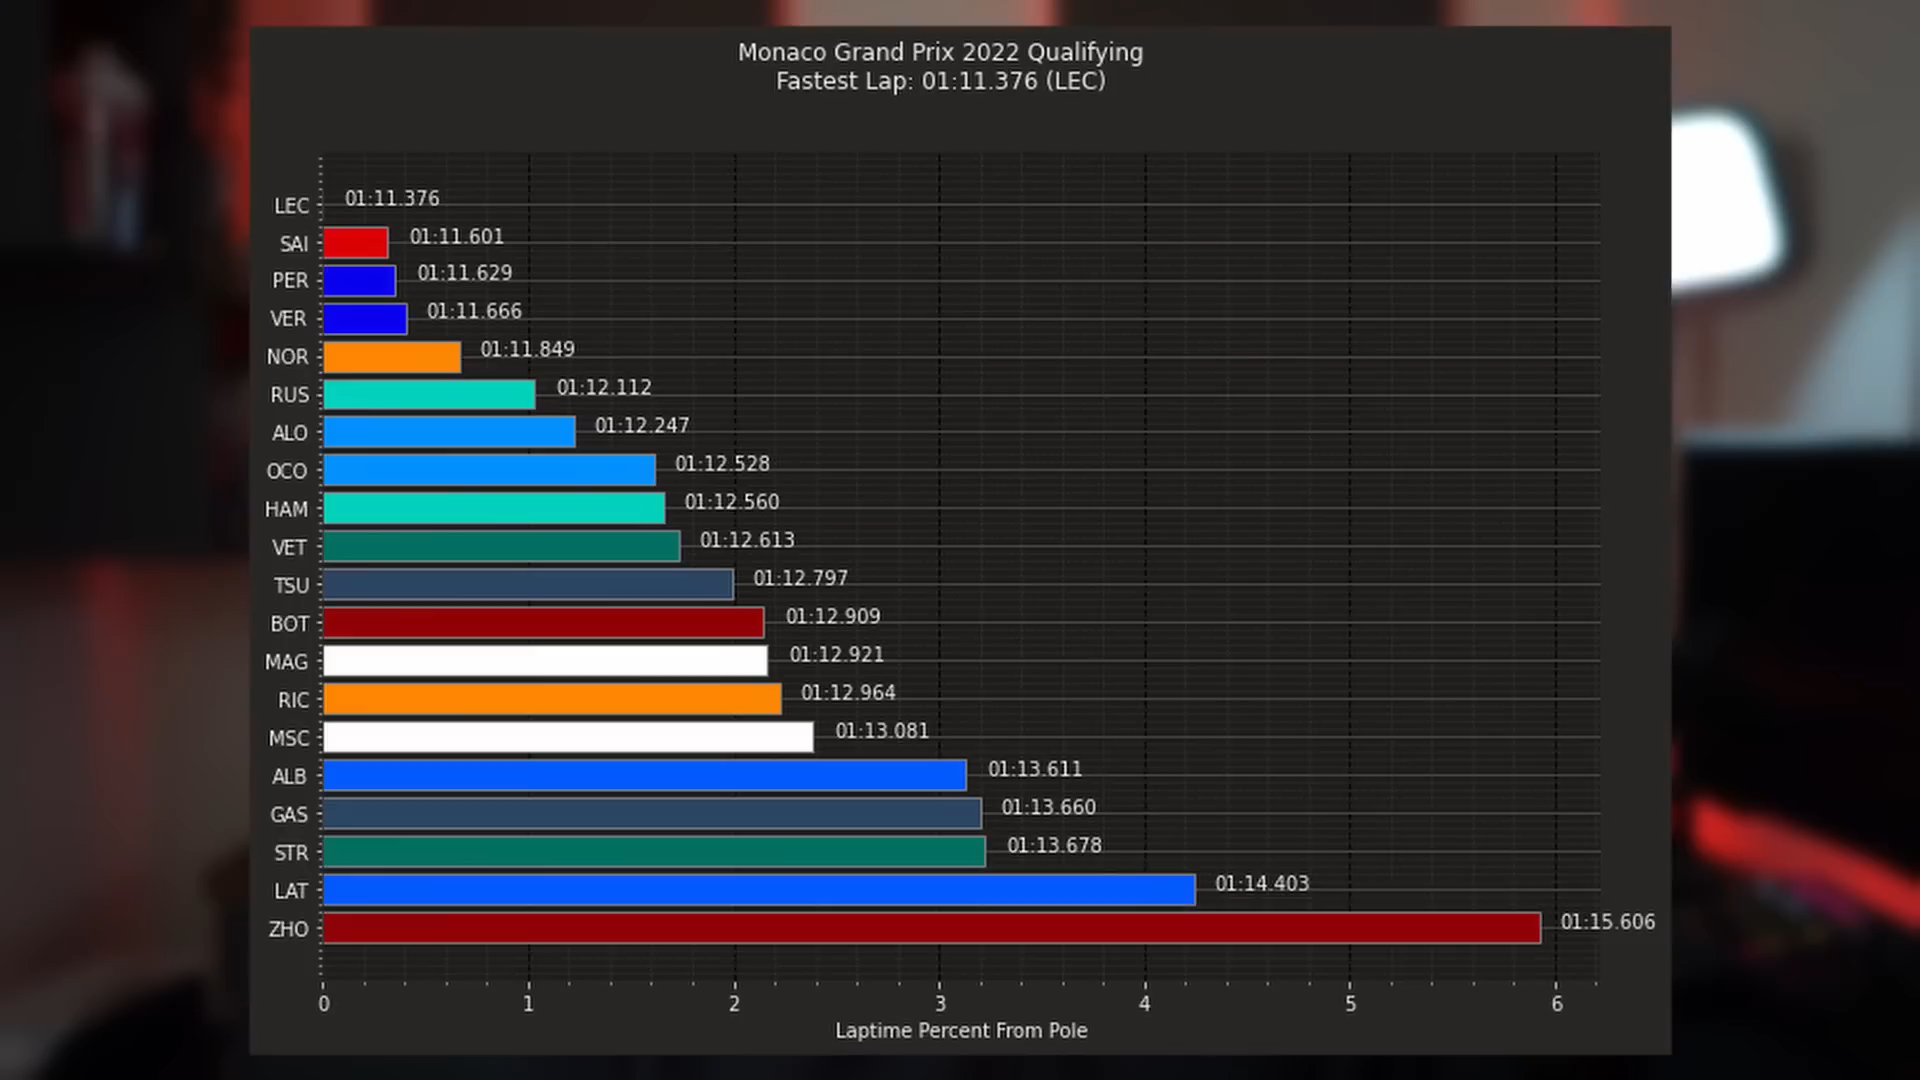 Monaco Grand Prix 2022 Qualifying
Fastest Lap: 01:11.376 (LEC)
LEC 01:11.376
SAI 01:11.601
PER 01:11.629
VER 01:11.666
NOR 01:11.849
RUS 01:12.112
ALO 01:12.247
OCO 01:12.528
HAM 01:12.560
VET 01:12.613
TSU 01:12.797
BOT 01:12.909
MAG 01:12.921
RIC 01:12.964
MSC 01:13.081
ALB 01:13.611
GAS 01:13.660
STR 01:13.678
LAT 01:14.403
ZHO 01:15.606
0 1 2 3 4 5 6
Laptime Percent From Pole